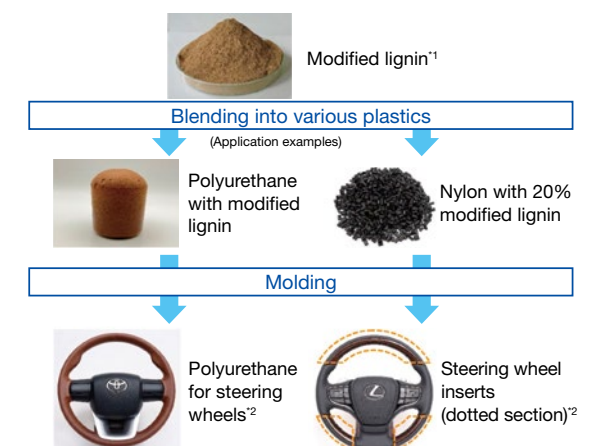 Modified lignin*1
Blending into various plastics
(Application examples)
Polyurethane
with modified
lignin
Nylon with 20%
modified lignin
Molding
Polyurethane
for steering
wheels*2
Steering wheel
inserts
(dotted section)*2